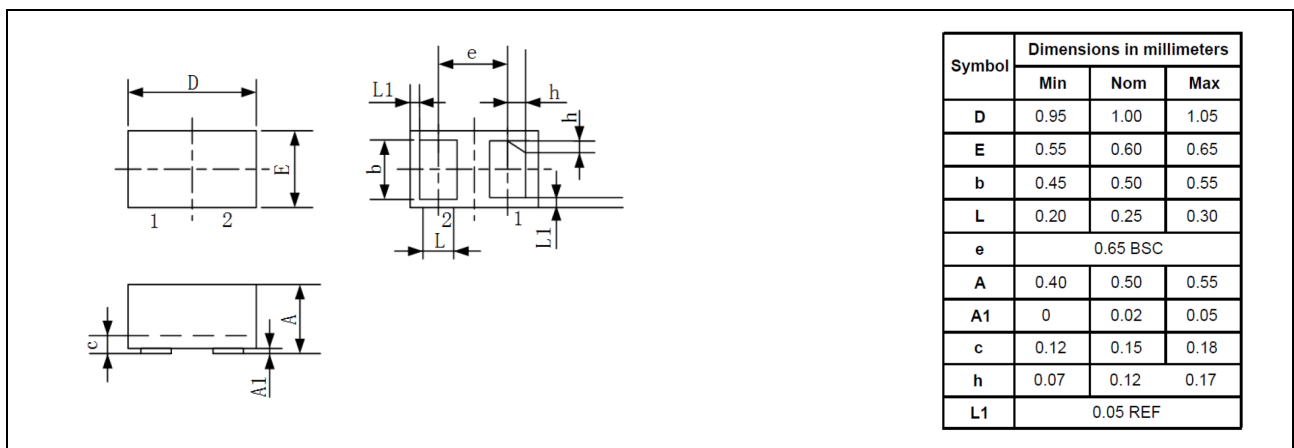 D
E
1 2
e
L1
h
h
b
2 1
L
L1
A
c
A1
Symbol Dimensions in millimeters
Min Nom Max
D 0.95 1.00 1.05
E 0.55 0.60 0.65
b 0.45 0.50 0.55
L 0.20 0.25 0.30
e 0.65 BSC
A 0.40 0.50 0.55
A1 0 0.02 0.05
c 0.12 0.15 0.18
h 0.07 0.12 0.17
L1 0.05 REF